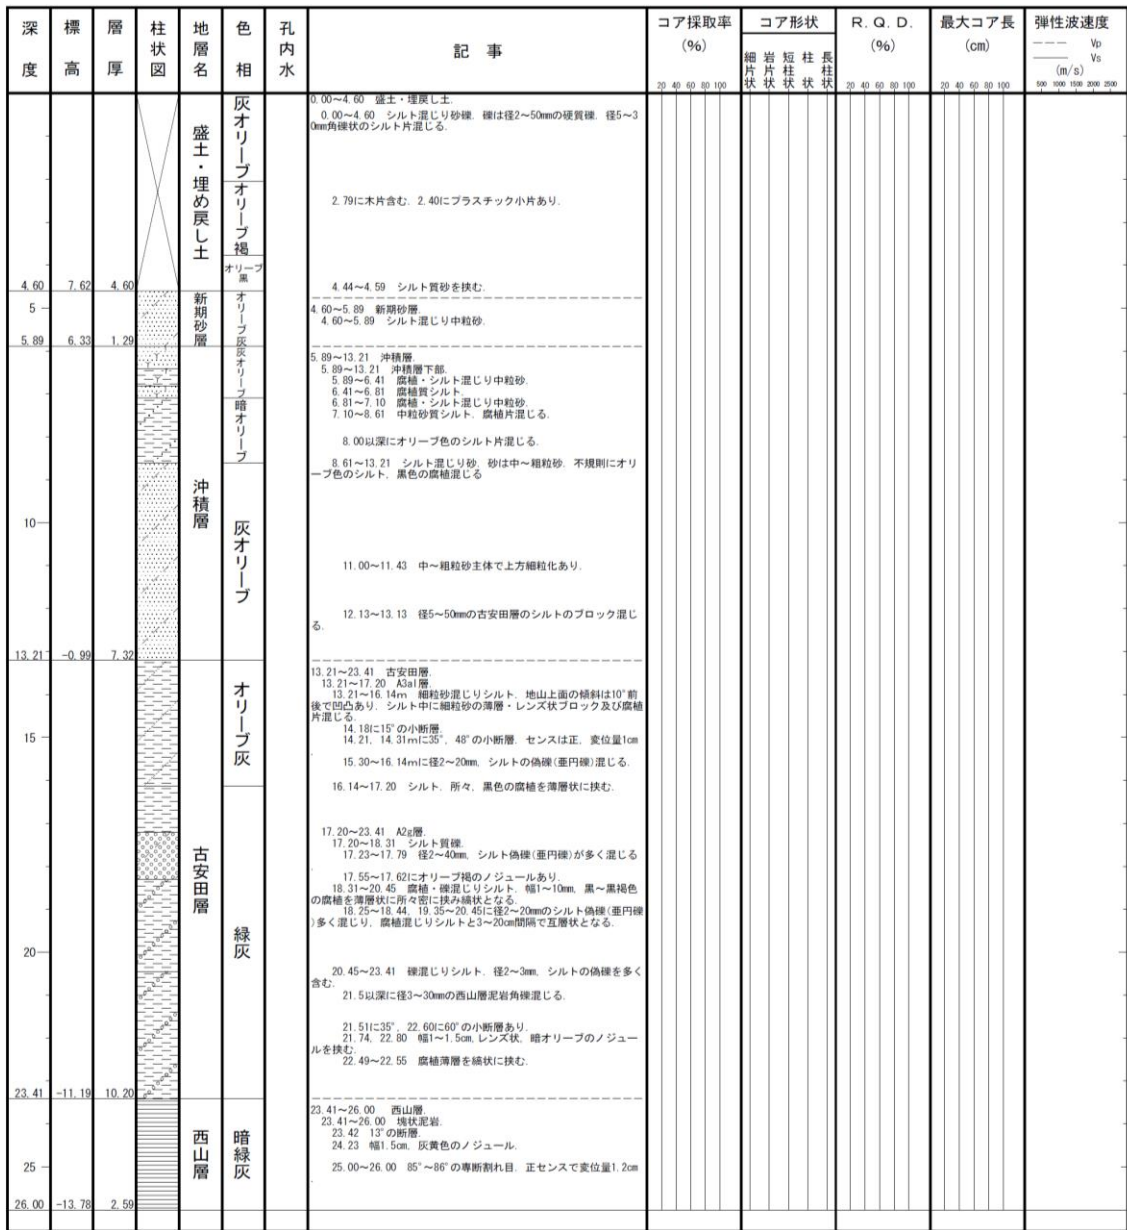 深度
標高
層厚
柱状図
地層名
色相
孔内水
記 事
コア採取率
(%)
20 40 60 80 100
コア形状
細片状
岩片状
短柱状
柱状
長柱状
R. Q. D.
(%)
20 40 60 80 100
最大コア長
(cm)
20 40 60 80 100
弾性波速度
Vp
Vs
(m/s)
500 1000 1500 2000 2500
盛土・埋め戻し土
灰オリーブ
オリーブ褐
オリーブ黒
0.00～4.60 盛土・埋戻し土.
0.00～4.60 シルト混じり砂礫. 礫は径2～50mmの硬質礫. 径5～3
0mm角礫状のシルト片混じる.
2.79に木片含む. 2.40にプラスチック小片あり.
4.44～4.59 シルト質砂を挟む.
4.60 7.62 4.60
5
新期砂層
オリーブ灰
4.60～5.89 新期砂層.
4.60～5.89 シルト混じり中粒砂.
5.89 6.33 1.29
沖積層
灰オリーブ
暗オリーブ
灰オリーブ
5.89～13.21 沖積層.
5.89～13.21 沖積層下部.
5.89～6.41 腐植・シルト混じり中粒砂.
6.41～6.81 腐植質シルト.
6.81～7.10 腐植・シルト混じり中粒砂.
7.10～8.61 中粒砂質シルト. 腐植片混じる.
8.00以深にオリーブ色のシルト片混じる.
8.61～13.21 シルト混じり砂. 砂は中～粗粒砂. 不規則にオリ
ーブ色のシルト, 黒色の腐植混じる
10
11.00～11.43 中～粗粒砂主体で上方細粒化あり.
12.13～13.13 径5～50mmの古安田層のシルトのブロック混じ
る.
13.21 -0.99 7.32
古安田層
オリーブ灰
緑灰
13.21～23.41 古安田層.
13.21～17.20 A3a1層.
13.21～16.14m 細粒砂混じりシルト. 地山上面の傾斜は10°前
後で凹凸あり. シルト中に細粒砂の薄層・レンズ状ブロック及び腐植
片混じる.
14.18に15°の小断層.
14.21, 14.31mに35°, 48°の小断層. センスは正, 変位量1cm
.
15
15.30～16.14mに径2～20mm, シルトの偽礫(亜円礫)混じる.
16.14～17.20 シルト. 所々, 黒色の腐植を薄層状に挟む.
17.20～23.41 A2g層.
17.20～18.31 シルト質礫.
17.23～17.79 径2～40mm, シルト偽礫(亜円礫)が多く混じる
.
17.55～17.62にオリーブ褐のノジュールあり.
18.31～20.45 腐植・礫混じりシルト. 幅1～10mm, 黒～黒褐色
の腐植を薄層状に所々密に挟み縞状となる.
18.25～18.44, 19.35～20.45に径2～20mmのシルト偽礫(亜円礫
)多く混じり, 腐植混じりシルトと3～20cm間隔で互層状となる.
20
20.45～23.41 礫混じりシルト. 径2～3mm, シルトの偽礫を多く
含む.
21.5以深に径3～30mmの西山層泥岩角礫混じる.
21.51に35°, 22.60に60°の小断層あり.
21.74, 22.80 幅1～1.5cm, レンズ状, 暗オリーブのノジュー
ルを挟む.
22.49～22.55 腐植薄層を縞状に挟む.
23.41 -11.19 10.20
西山層
暗緑灰
23.41～26.00 西山層.
23.41～26.00 塊状泥岩.
23.42 13°の断層.
24.23 幅1.5cm, 灰黄色のノジュール.
25
25.00～26.00 85°～86°の専断割れ目. 正センスで変位量1.2cm
.
26.00 -13.78 2.59